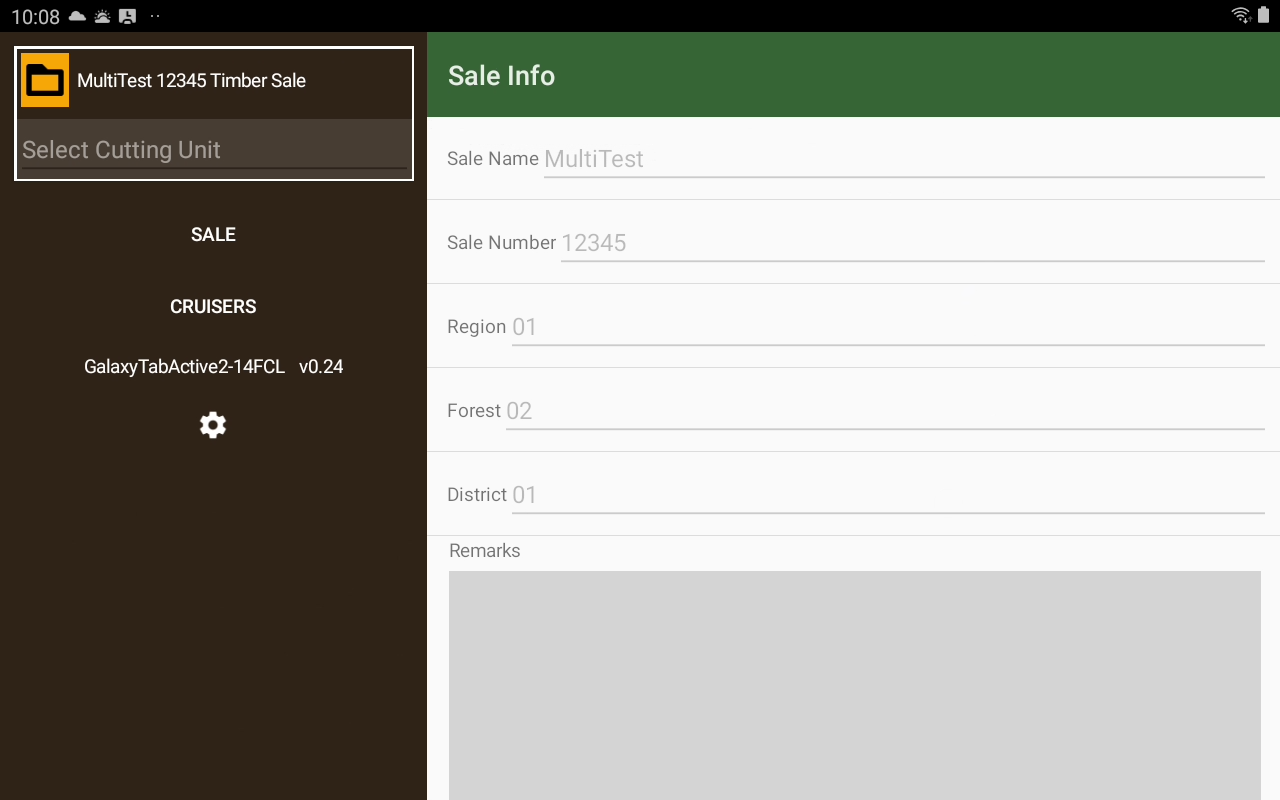 10:08
MultiTest 12345 Timber Sale
Select Cutting Unit
SALE
CRUISERS
GalaxyTabActive2-14FCL v0.24
Sale Info
Sale Name MultiTest
Sale Number 12345
Region 01
Forest 02
District 01
Remarks